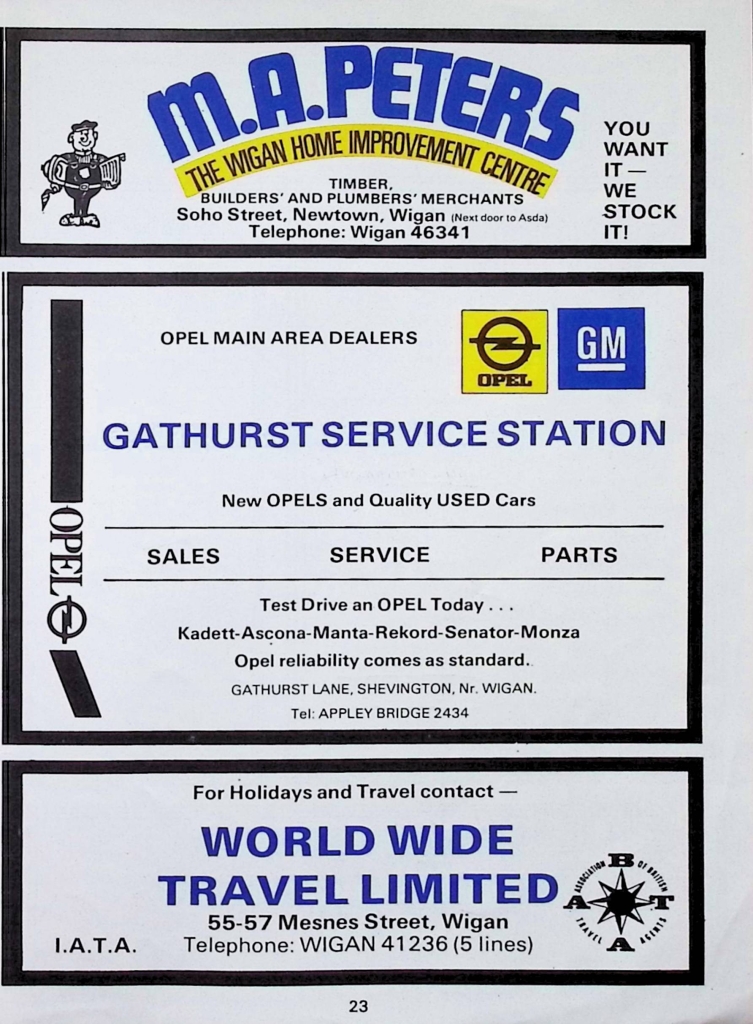 M.A.PETERS
THE WIGAN HOME IMPROVEMENT CENTRE
TIMBER,
BUILDERS' AND PLUMBERS' MERCHANTS
Soho Street, Newtown, Wigan (Next door to Asda)
Telephone: Wigan 46341
YOU
WANT
IT —
WE
STOCK
IT!
OPEL MAIN AREA DEALERS
OPEL
GM
GATHURST SERVICE STATION
New OPELS and Quality USED Cars
SALES SERVICE PARTS
Test Drive an OPEL Today . . .
Kadett-Ascona-Manta-Rekord-Senator-Monza
Opel reliability comes as standard.
GATHURST LANE, SHEVINGTON, Nr. WIGAN.
Tel: APPLEY BRIDGE 2434
OPEL
For Holidays and Travel contact —
WORLD WIDE
TRAVEL LIMITED
55-57 Mesnes Street, Wigan
I.A.T.A. Telephone: WIGAN 41236 (5 lines)
ABTA
ASSOCIATION OF BRITISH
TRAVEL AGENTS
23